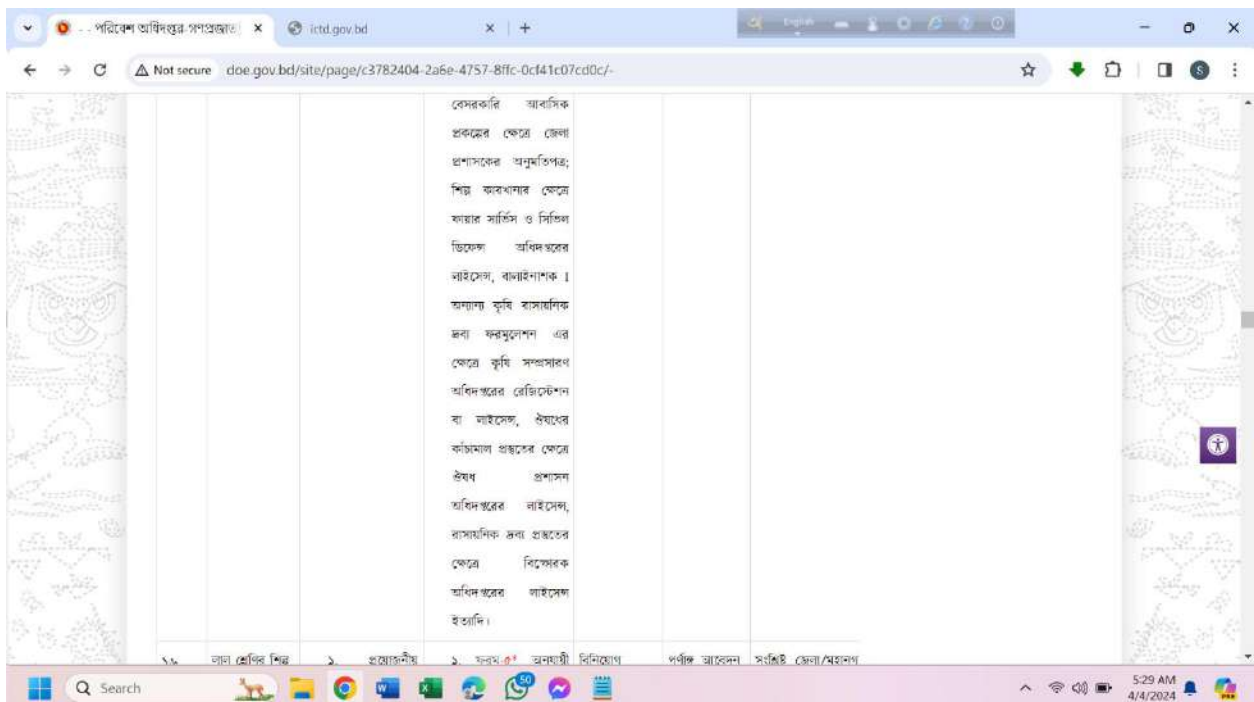 পরিবেশ অধিদপ্তর-গণপ্রজাত
ictd.gov.bd
Not secure doe.gov.bd/site/page/c3782404-2a6e-4757-8ffc-0cf41c07cd0c/-
S
বেসরকারি আবাসিক
প্রকল্পের ক্ষেত্রে জেলা
প্রশাসকের অনুমতিপত্র;
শিল্প কারখানার ক্ষেত্রে
ফায়ার সার্ভিস ও সিভিল
ডিফেন্স অধিদপ্তরের
লাইসেন্স, বালাইনাশক ।
অন্যান্য কৃষি রাসায়নিক
দ্রব্য ফরমুলেশন এর
ক্ষেত্রে কৃষি সম্প্রসারণ
অধিদপ্তরের রেজিস্টেশন
বা লাইসেন্স, ঔষধের
কাঁচামাল প্রস্তুতের ক্ষেত্রে
ঔষধ প্রশাসন
অধিদপ্তরের লাইসেন্স,
রাসায়নিক দ্রব্য প্রস্তুতের
ক্ষেত্রে বিস্ফোরক
অধিদপ্তরের লাইসেন্স
ইত্যাদি।
লাল শ্রেণির শিল্প ১. প্রয়োজনীয় ১. ফরম-৫* অনুযায়ী বিনিয়োগ পূর্ণাঙ্গ আবেদন সংশ্লিষ্ট জেলা/মহানগ
Search
50
5:29 AM
4/4/2024